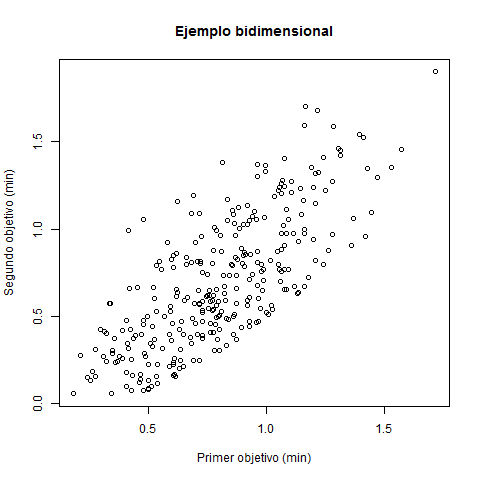 Ejemplo bidimensional
Segundo objetivo (min)
1.5
1.0
0.5
0.0
0.5 1.0 1.5
Primer objetivo (min)